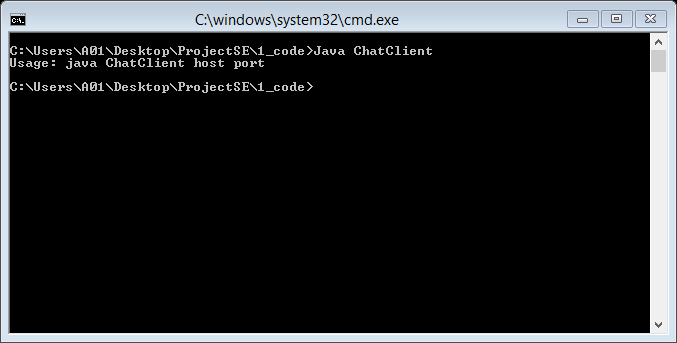 C:\windows\system32\cmd.exe
C:\Users\A01\Desktop\ProjectSE\1_code>Java ChatClient
Usage: java ChatClient host port
C:\Users\A01\Desktop\ProjectSE\1_code>